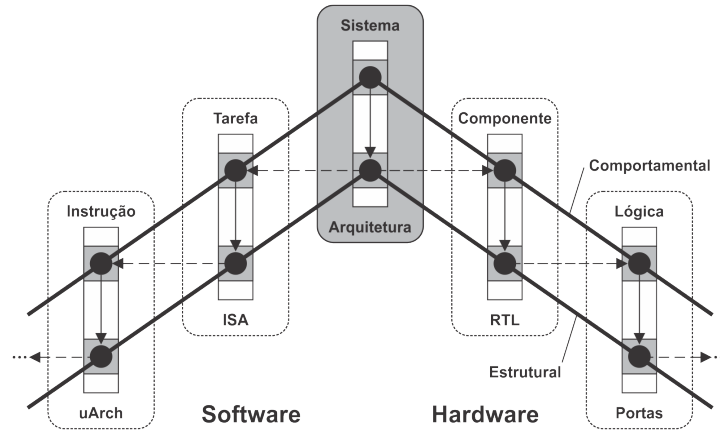 Sistema
Tarefa
Componente
Comportamental
Instrução
Lógica
Arquitetura
ISA
RTL
Estrutural
...
uArch
Software
Hardware
Portas